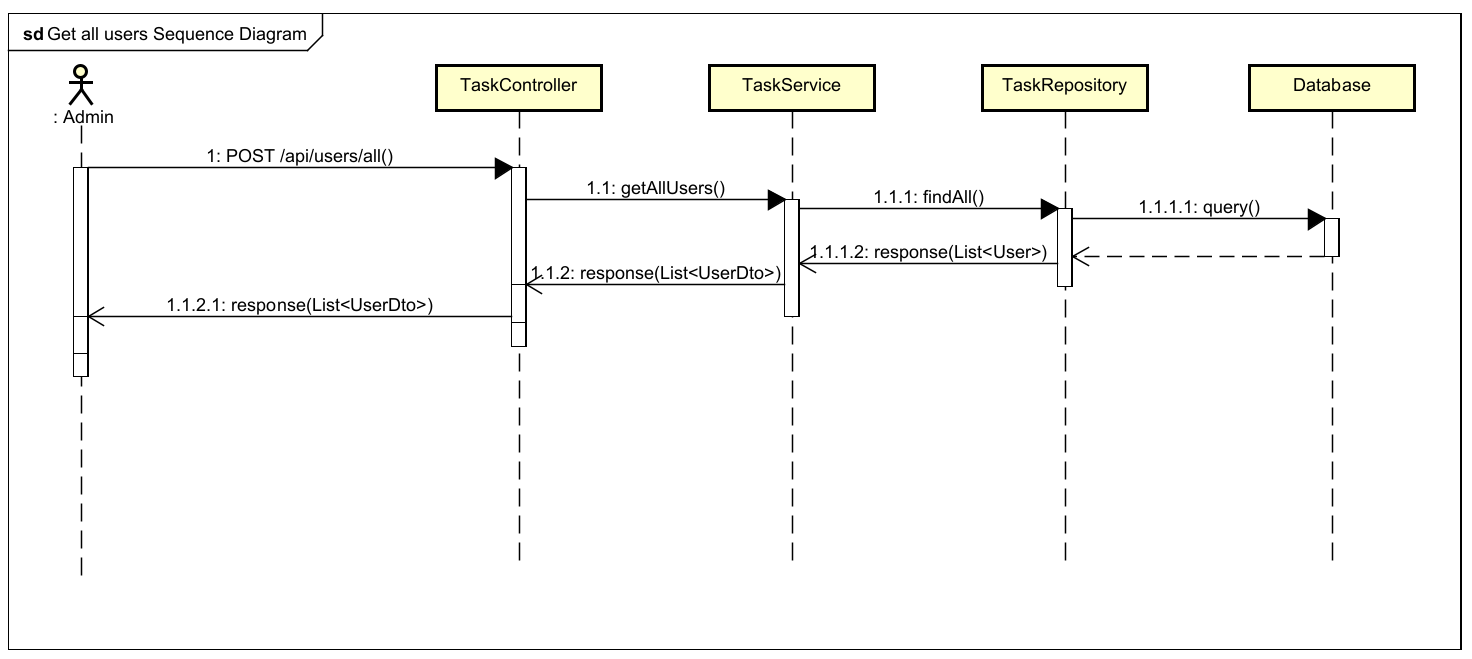 sd Get all users Sequence Diagram
: Admin
TaskController
TaskService
TaskRepository
Database
1: POST /api/users/all()
1.1: getAllUsers()
1.1.1: findAll()
1.1.1.1: query()
1.1.1.2: response(List<User>)
1.1.2: response(List<UserDto>)
1.1.2.1: response(List<UserDto>)